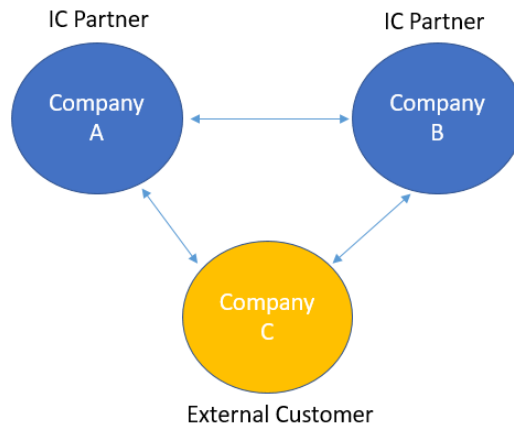 IC Partner
IC Partner
Company
A
Company
B
Company
C
External Customer